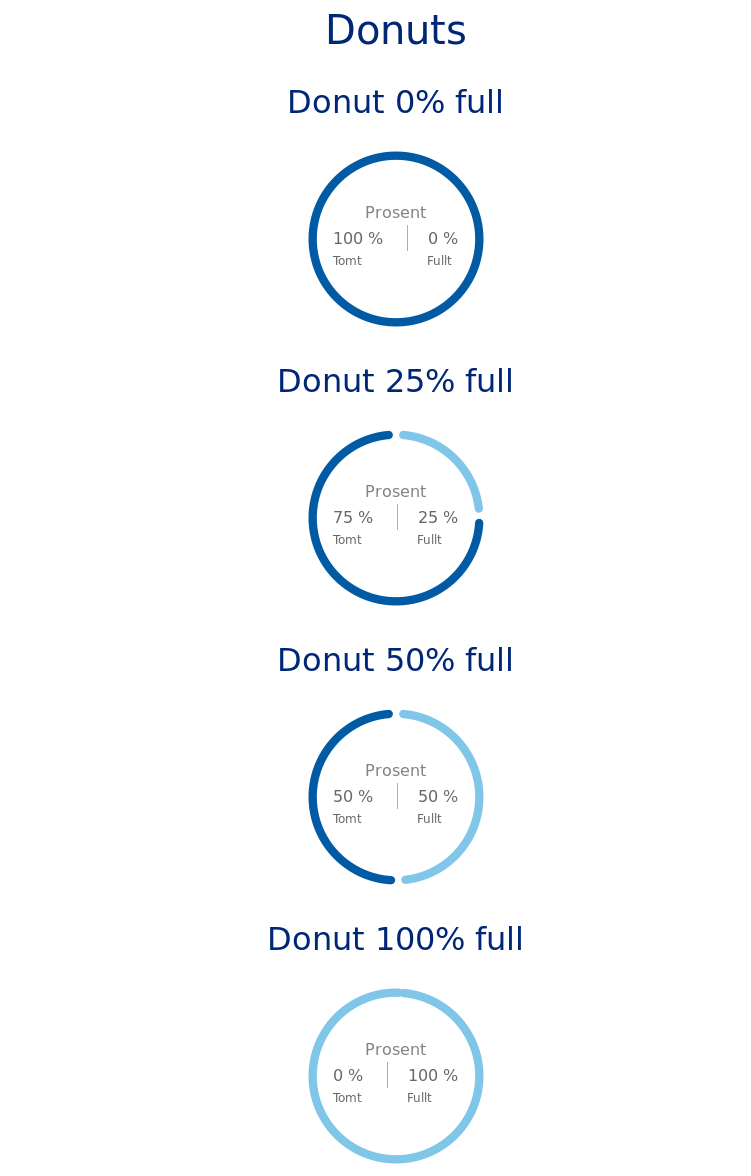 Donuts
Donut 0% full
Prosent
100 % 0 %
Tomt Fullt
Donut 25% full
Prosent
75 % 25 %
Tomt Fullt
Donut 50% full
Prosent
50 % 50 %
Tomt Fullt
Donut 100% full
Prosent
0 % 100 %
Tomt Fullt